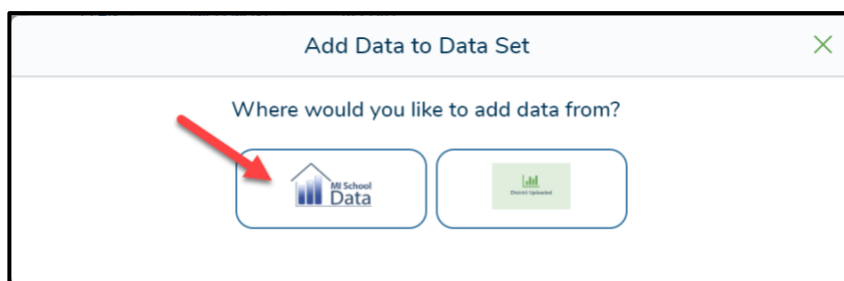 Add Data to Data Set
Where would you like to add data from?
MI School
Data
District Uploaded